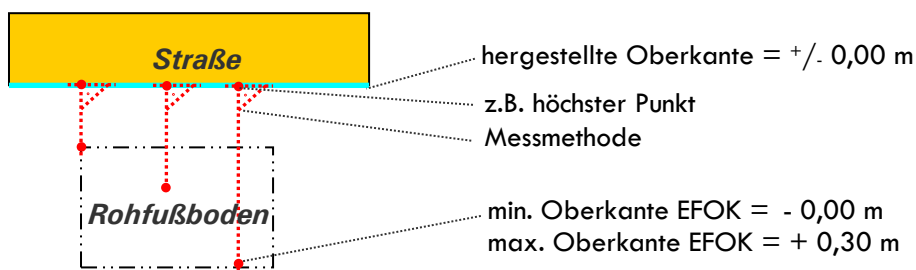 Straße
hergestellte Oberkante = +/- 0,00 m
z.B. höchster Punkt
Messmethode
Rohfußboden
min. Oberkante EFOK = - 0,00 m
max. Oberkante EFOK = + 0,30 m